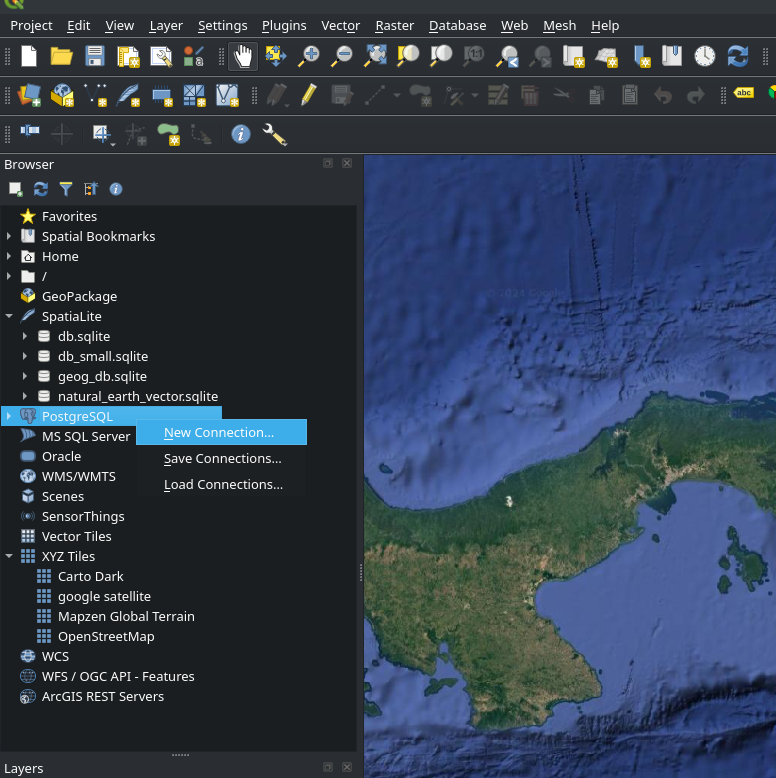 Project Edit View Layer Settings Plugins Vector Raster Database Web Mesh Help
abc
Browser
Favorites
Spatial Bookmarks
Home
/
GeoPackage
SpatiaLite
db.sqlite
db_small.sqlite
geog_db.sqlite
natural_earth_vector.sqlite
PostgreSQL
New Connection...
MS SQL Server
Oracle
Save Connections...
WMS/WMTS
Load Connections...
Scenes
SensorThings
Vector Tiles
XYZ Tiles
Carto Dark
google satellite
Mapzen Global Terrain
OpenStreetMap
WCS
WFS / OGC API - Features
ArcGIS REST Servers
Layers